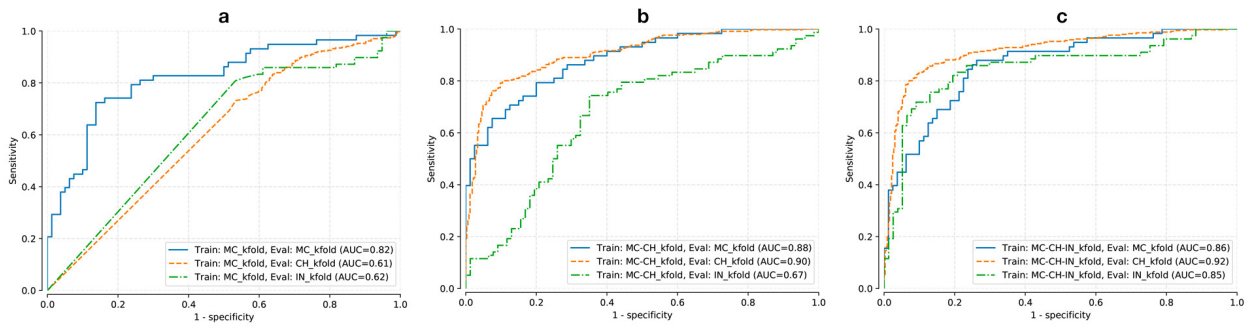 a
1.0
0.8
0.6
0.4
0.2
0.0
Sensitivity
Train: MC_kfold, Eval: MC_kfold (AUC=0.82)
Train: MC_kfold, Eval: CH_kfold (AUC=0.61)
Train: MC_kfold, Eval: IN_kfold (AUC=0.62)
0.0 0.2 0.4 0.6 0.8 1.0
1 - specificity
b
1.0
0.8
0.6
0.4
0.2
0.0
Sensitivity
Train: MC-CH_kfold, Eval: MC_kfold (AUC=0.88)
Train: MC-CH_kfold, Eval: CH_kfold (AUC=0.90)
Train: MC-CH_kfold, Eval: IN_kfold (AUC=0.67)
0.0 0.2 0.4 0.6 0.8 1.0
1 - specificity
c
1.0
0.8
0.6
0.4
0.2
0.0
Sensitivity
Train: MC-CH-IN_kfold, Eval: MC_kfold (AUC=0.86)
Train: MC-CH-IN_kfold, Eval: CH_kfold (AUC=0.92)
Train: MC-CH-IN_kfold, Eval: IN_kfold (AUC=0.85)
0.0 0.2 0.4 0.6 0.8 1.0
1 - specificity